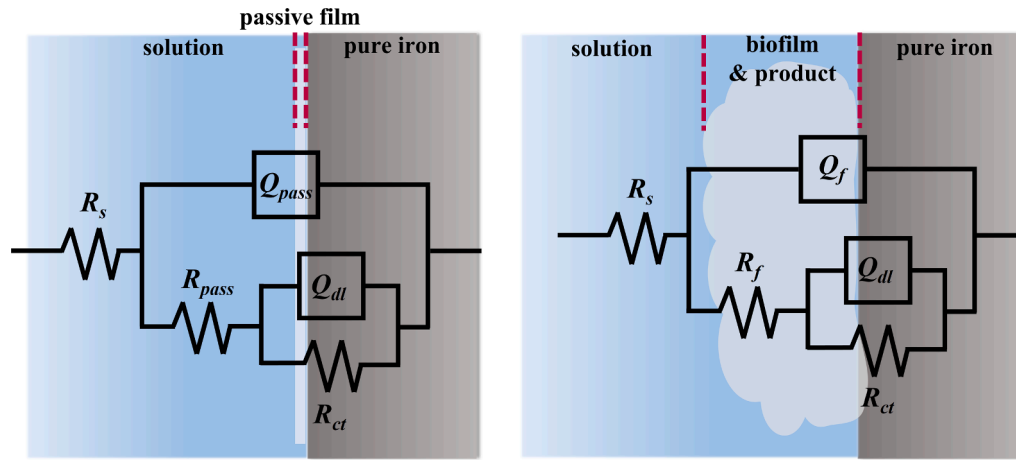 passive film
solution
pure iron
Q_pass
R_s
R_pass
Q_dl
R_ct
biofilm
& product
solution
pure iron
Q_f
R_s
R_f
Q_dl
R_ct